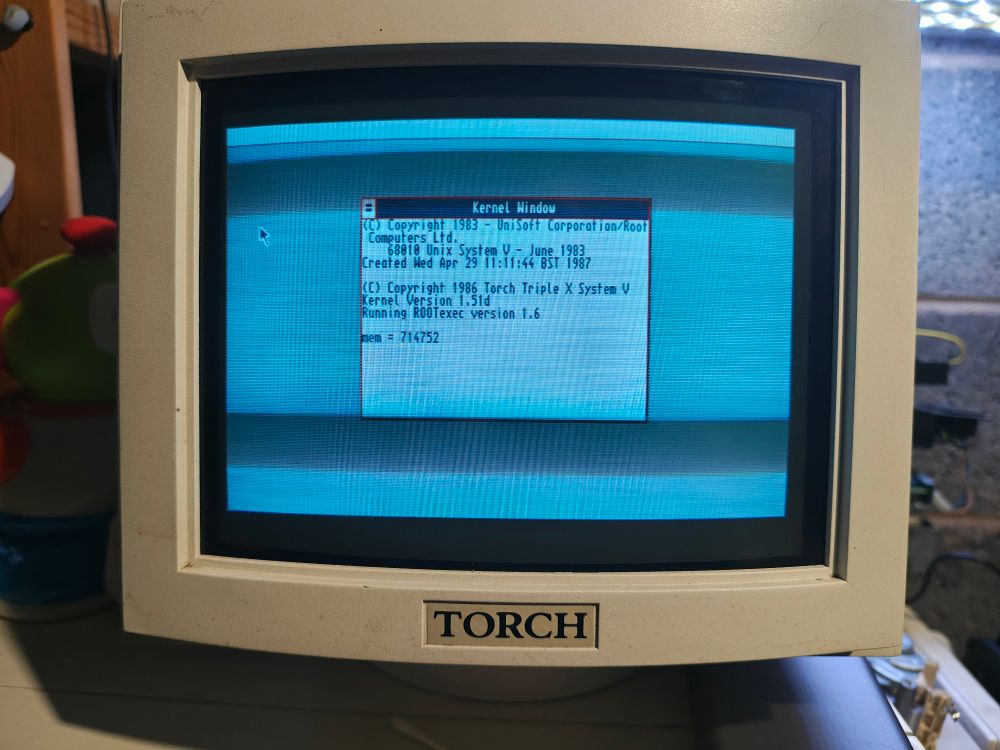 Kernel Window
(C) Copyright 1983 - UniSoft Corporation/Root
Computers Ltd.
68010 Unix System V - June 1983
Created Wed Apr 29 11:11:44 BST 1987
(C) Copyright 1986 Torch Triple X System V
Kernel Version 1.51d
Running ROOTexec version 1.6
mem = 714752
TORCH